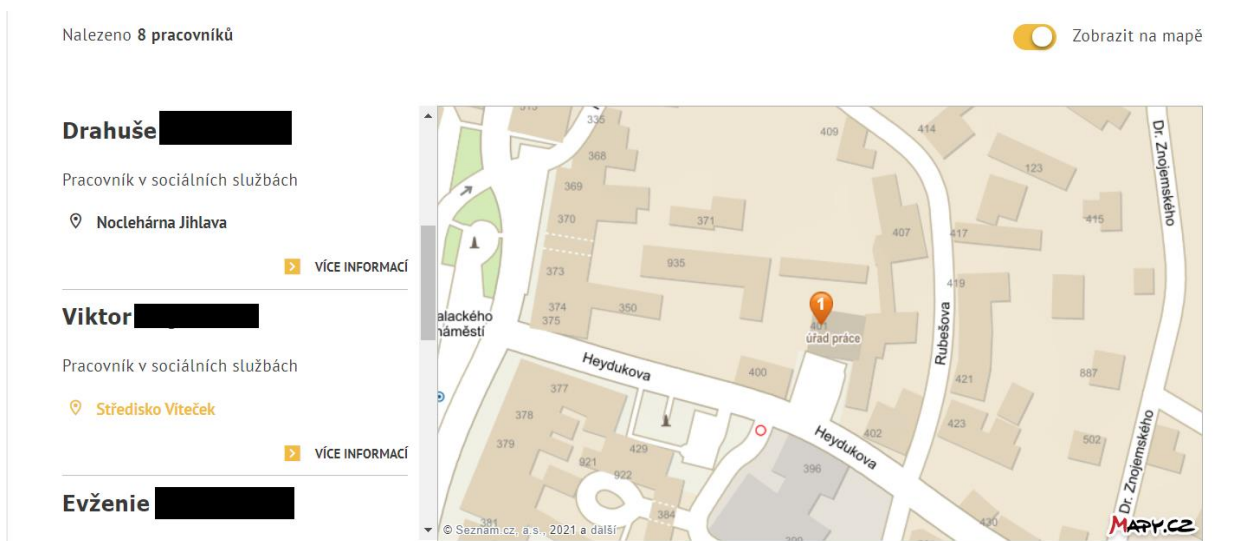 Nalezeno 8 pracovníků
Zobrazit na mapě
Drahuše
Pracovník v sociálních službách
Noclehárna Jihlava
VÍCE INFORMACÍ
Viktor
Pracovník v sociálních službách
Středisko Víteček
VÍCE INFORMACÍ
Evženie
335
409
414
368
123
369
Dr. Znojemského
370
371
415
407
417
373
935
419
374
350
375
alackého
náměstí
1
401
úřad práce
Rubešova
Heydukova
400
377
421
887
378
Heydukova
402
423
379
429
502
921
922
396
Dr. Znojemského
384
381
430
© Seznam.cz, a.s., 2021 a další
MAPY.CZ